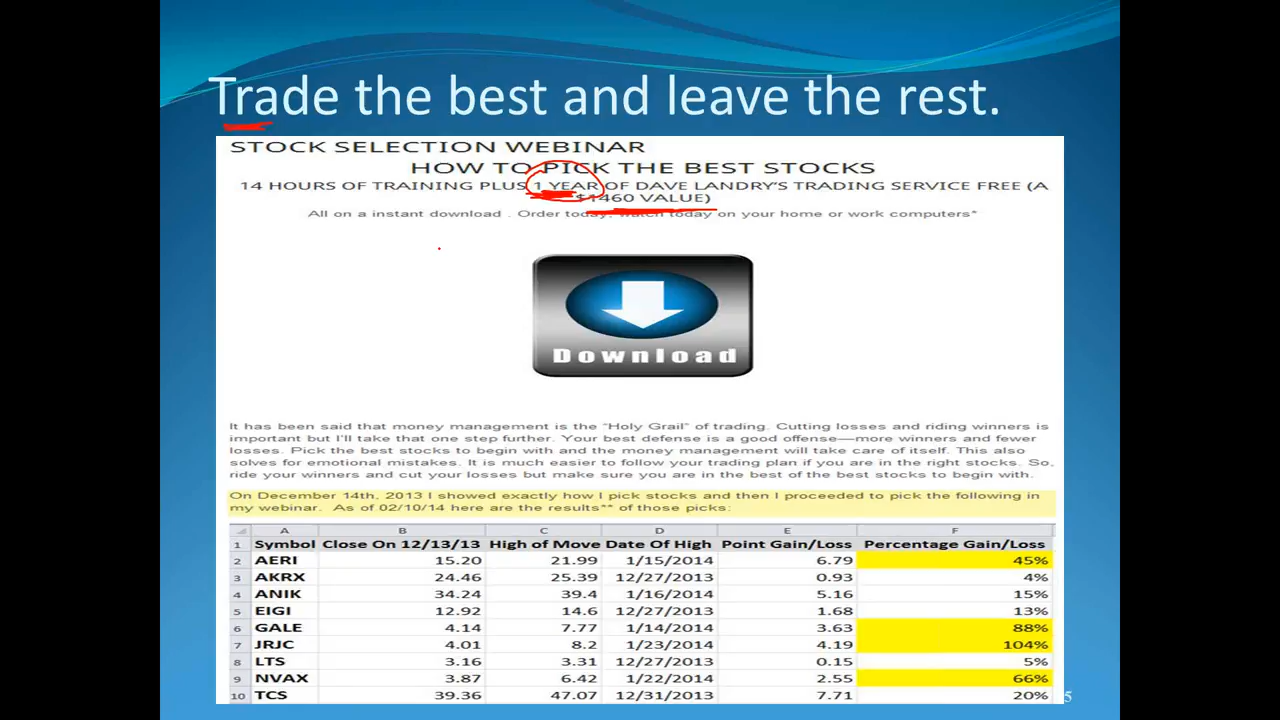 Trade the best and leave the rest.
STOCK SELECTION WEBINAR
HOW TO PICK THE BEST STOCKS
14 HOURS OF TRAINING PLUS 1 YEAR OF DAVE LANDRY'S TRADING SERVICE FREE (A
$1460 VALUE)
All on a instant download . Order today, watch today on your home or work computers*
Download
It has been said that money management is the “Holy Grail” of trading. Cutting losses and riding winners is
important but I'll take that one step further. Your best defense is a good offense—more winners and fewer
losses. Pick the best stocks to begin with and the money management will take care of itself. This also
solves for emotional mistakes. It is much easier to follow your trading plan if you are in the right stocks. So,
ride your winners and cut your losses but make sure you are in the best of the best stocks to begin with.
On December 14th, 2013 I showed exactly how I pick stocks and then I proceeded to pick the following in
my webinar. As of 02/10/14 here are the results** of those picks:
A B C D E F
1 Symbol Close On 12/13/13 High of Move Date Of High Point Gain/Loss Percentage Gain/Loss
2 AERI 15.20 21.99 1/15/2014 6.79 45%
3 AKRX 24.46 25.39 12/27/2013 0.93 4%
4 ANIK 34.24 39.4 1/16/2014 5.16 15%
5 EIGI 12.92 14.6 12/27/2013 1.68 13%
6 GALE 4.14 7.77 1/14/2014 3.63 88%
7 JRJC 4.01 8.2 1/23/2014 4.19 104%
8 LTS 3.16 3.31 12/27/2013 0.15 5%
9 NVAX 3.87 6.42 1/22/2014 2.55 66%
10 TCS 39.36 47.07 12/31/2013 7.71 20%
5